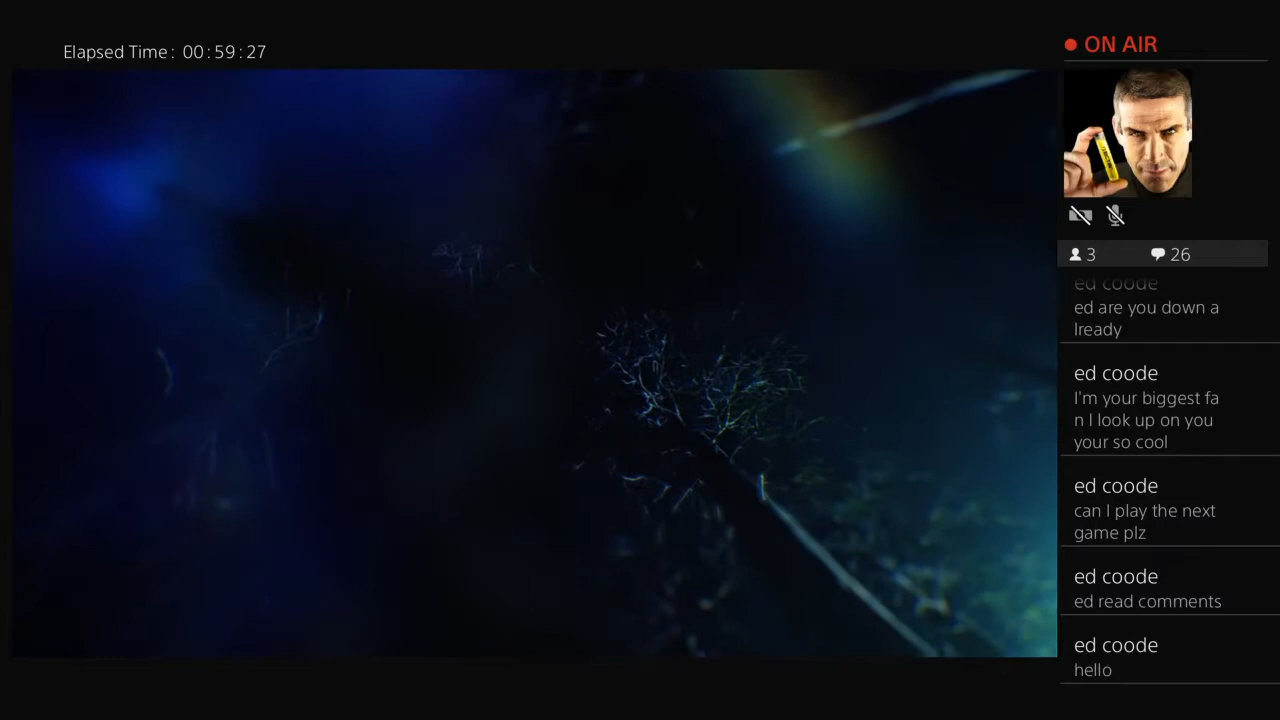 Elapsed Time: 00:59:27
ON AIR
3 26
ed coode
ed are you down a
lready
ed coode
I'm your biggest fa
n I look up on you
your so cool
ed coode
can I play the next
game plz
ed coode
ed read comments
ed coode
hello